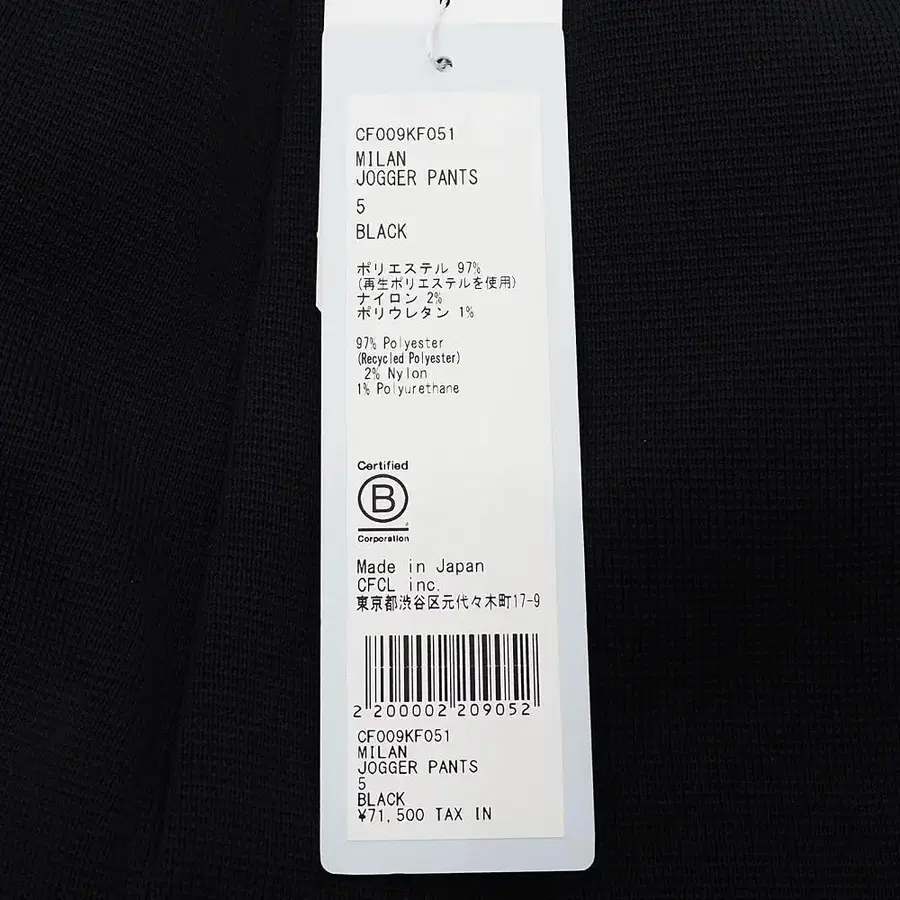 CF009KF051
MILAN
JOGGER PANTS
5
BLACK
ポリエステル 97%
(再生ポリエステルを使用)
ナイロン 2%
ポリウレタン 1%
97% Polyester
(Recycled Polyester)
2% Nylon
1% Polyurethane
Certified
B
Corporation
Made in Japan
CFCL inc.
東京都渋谷区元代々木町17-9
2 200002 209052
CF009KF051
MILAN
JOGGER PANTS
5
BLACK
¥71,500 TAX IN